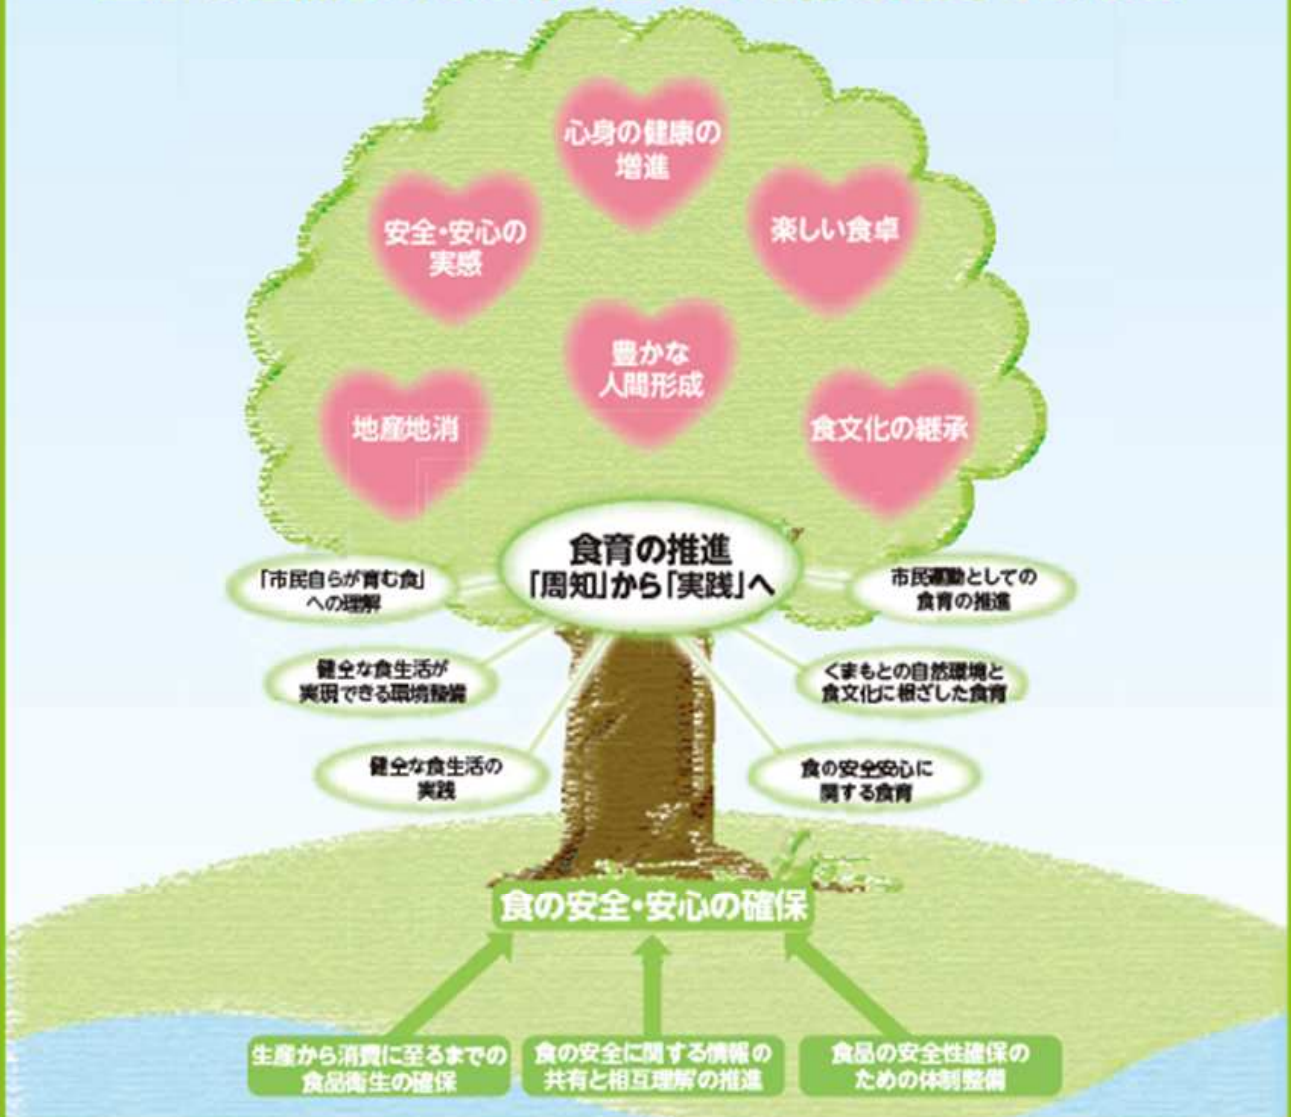 心身の健康の
増進
安全・安心の
実感
楽しい食卓
豊かな
人間形成
地産地消
食文化の継承
食育の推進
「周知」から「実践」へ
「市民自らが育む食」
への理解
市民運動としての
食育の推進
健全な食生活が
実現できる環境整備
くまもとの自然環境と
食文化に根ざした食育
健全な食生活の
実践
食の安全安心に
関する食育
食の安全・安心の確保
生産から消費に至るまでの
食品衛生の確保
食の安全に関する情報の
共有と相互理解の推進
食品の安全性確保の
ための体制整備